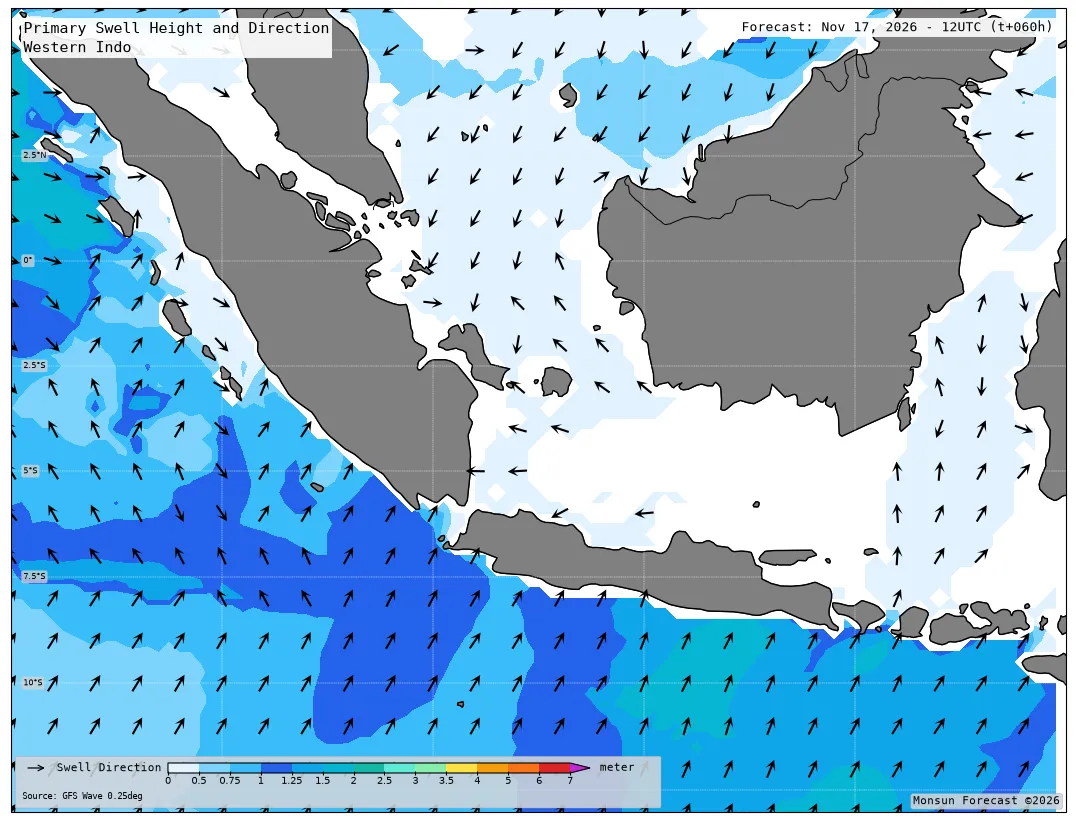 Primary Swell Height and Direction
Western Indo
Forecast: Nov 17, 2026 - 12UTC (t+060h)
2.5°N
0°
2.5°S
5°S
7.5°S
10°S
Swell Direction
0 0.5 0.75 1 1.25 1.5 2 2.5 3 3.5 4 5 6 7
meter
Source: GFS Wave 0.25deg
Monsun Forecast ©2026